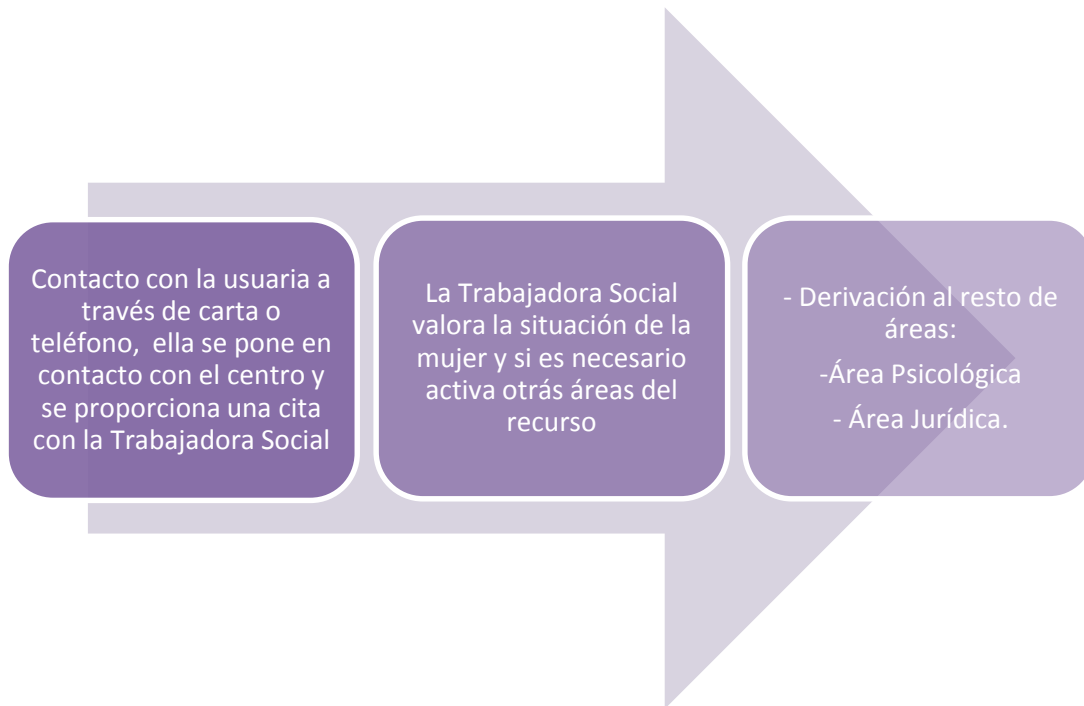 Contacto con la usuaria a
través de carta o
teléfono,  ella se pone en
contacto con el centro y
se proporciona una cita
con la Trabajadora Social
La Trabajadora Social
valora la situación de la
mujer y si es necesario
activa otrás áreas del
recurso
- Derivación al resto de
áreas:
-Área Psicológica
- Área Jurídica.